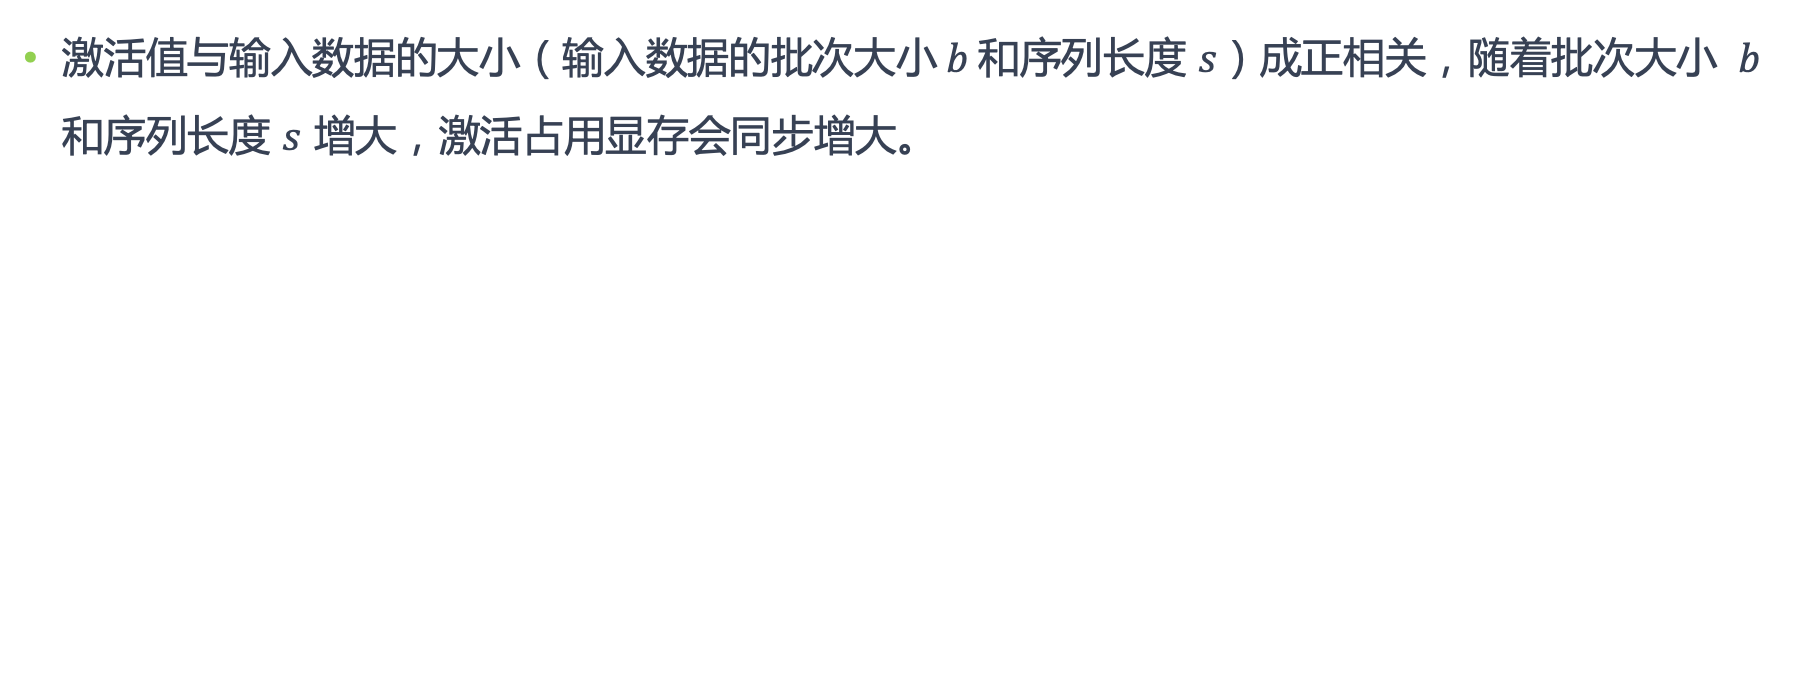 • 激活值与输入数据的大小（输入数据的批次大小 b 和序列长度 s ）成正相关，随着批次大小 b
和序列长度 s 增大，激活占用显存会同步增大。